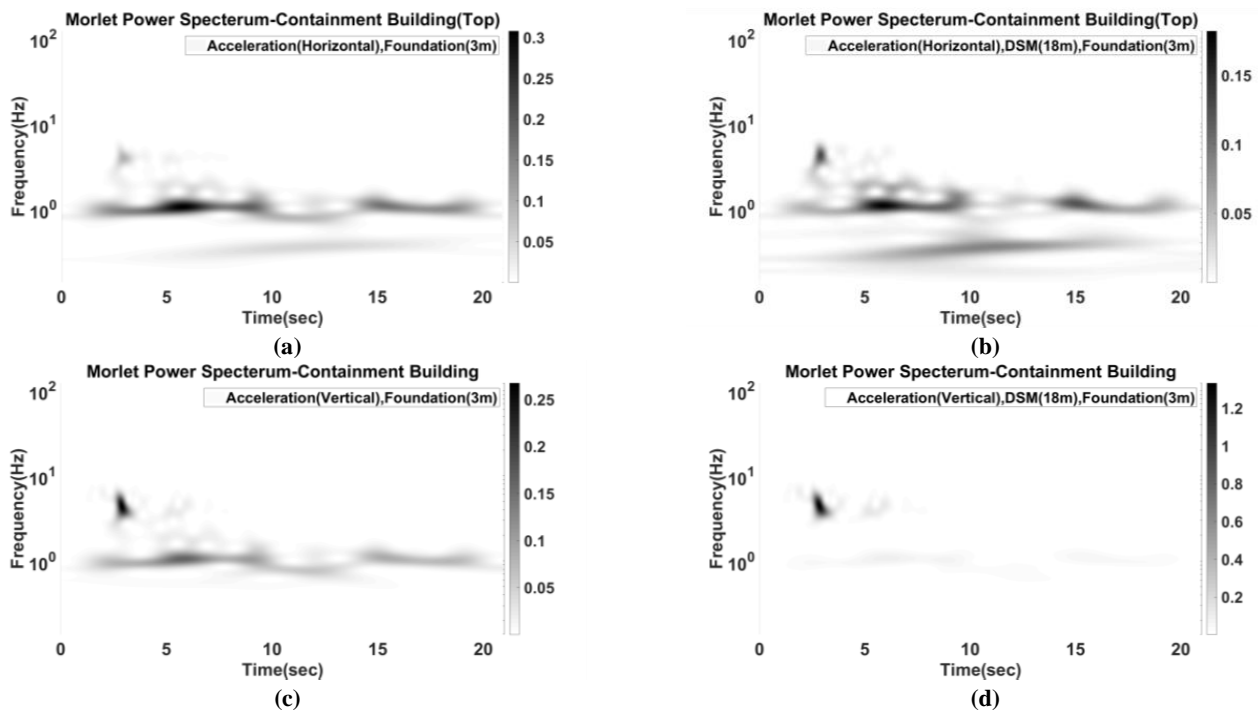 Morlet Power Specterum-Containment Building(Top)
Acceleration(Horizontal),Foundation(3m)
Frequency(Hz)
10^2
10^1
10^0
0.3
0.25
0.2
0.15
0.1
0.05
0 5 10 15 20
Time(sec)
(a)
Morlet Power Specterum-Containment Building(Top)
Acceleration(Horizontal),DSM(18m),Foundation(3m)
Frequency(Hz)
10^2
10^1
10^0
0.15
0.1
0.05
0 5 10 15 20
Time(sec)
(b)
Morlet Power Specterum-Containment Building
Acceleration(Vertical),Foundation(3m)
Frequency(Hz)
10^2
10^1
10^0
0.25
0.2
0.15
0.1
0.05
0 5 10 15 20
Time(sec)
(c)
Morlet Power Specterum-Containment Building
Acceleration(Vertical),DSM(18m),Foundation(3m)
Frequency(Hz)
10^2
10^1
10^0
1.2
1
0.8
0.6
0.4
0.2
0 5 10 15 20
Time(sec)
(d)